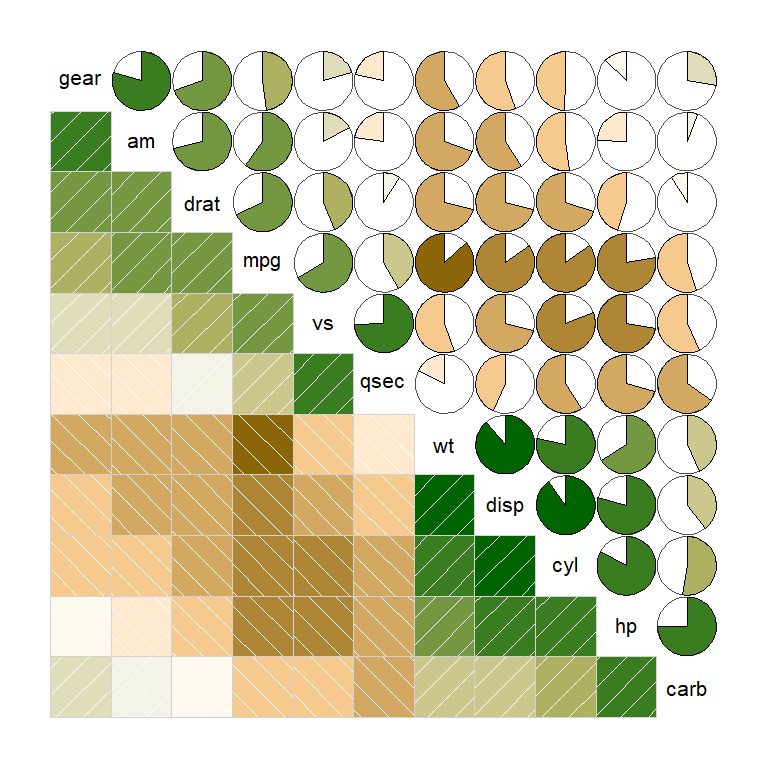 gear
am
drat
mpg
vs
qsec
wt
disp
cyl
hp
carb